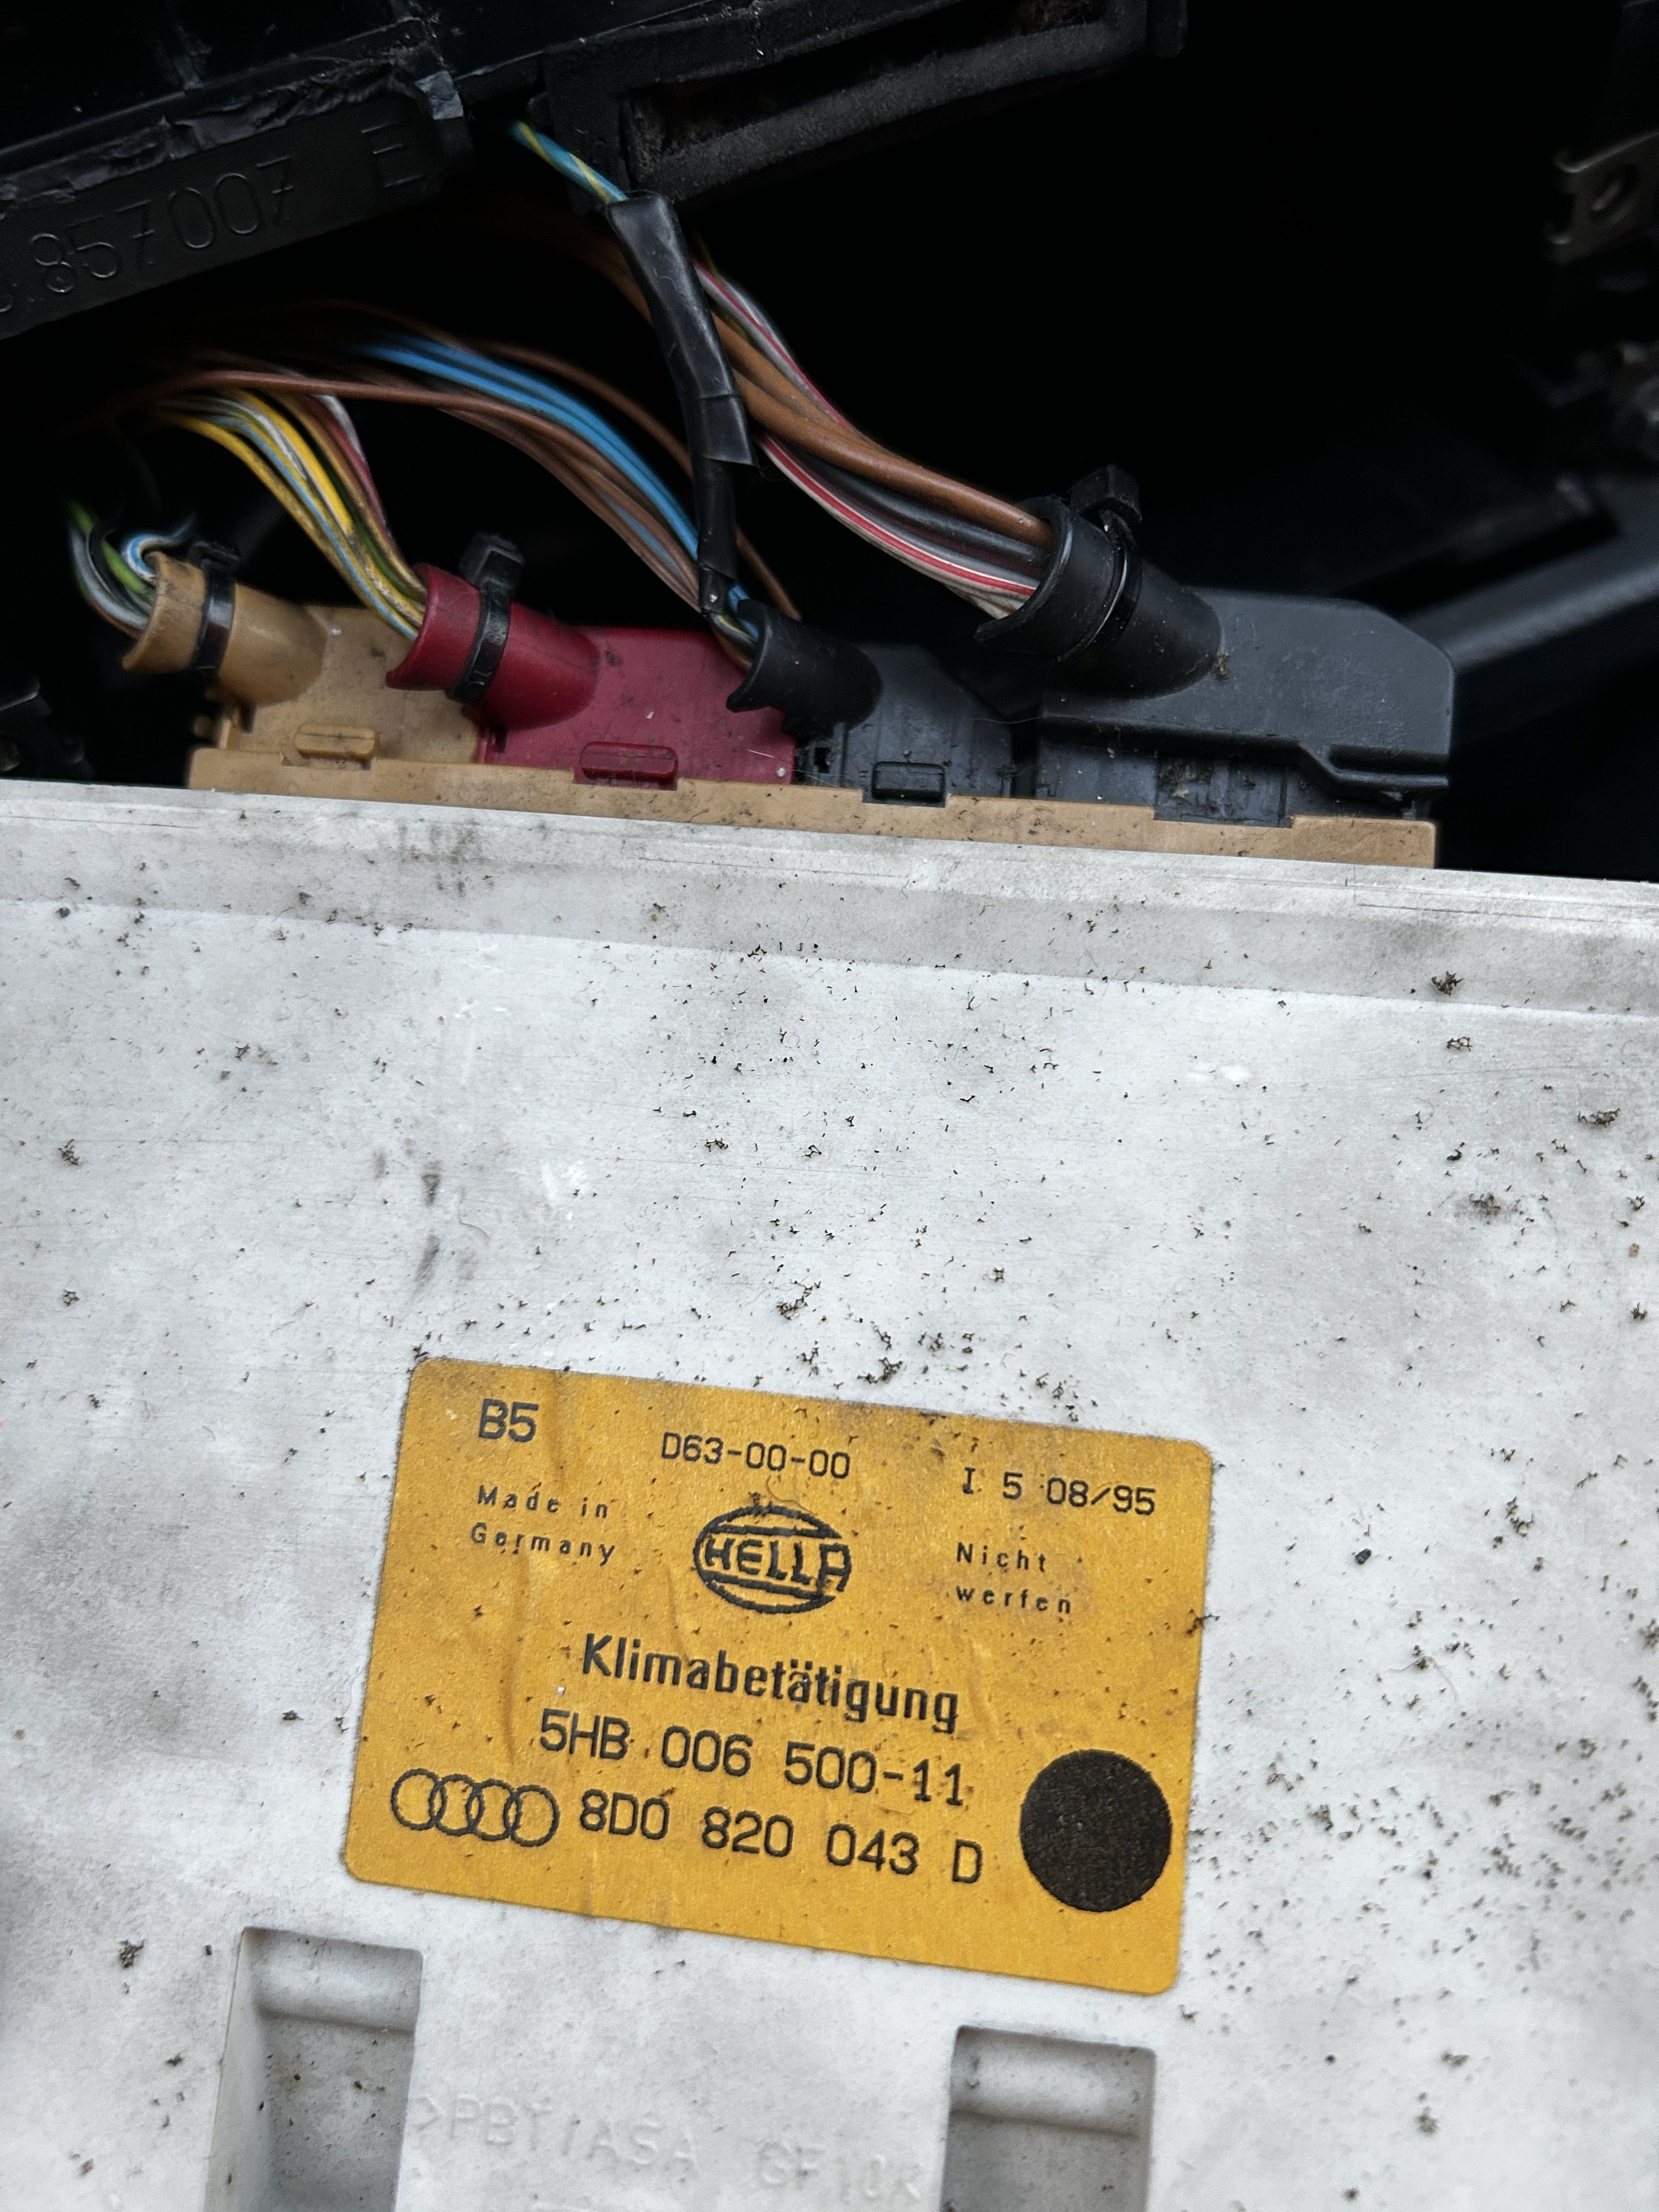 857007 E
B5
D63-00-00
I 5 08/95
Made in
Germany
HELLA
Nicht
werfen
Klimabetätigung
5HB 006 500-11
8D0 820 043 D
>PBT/ASA GF